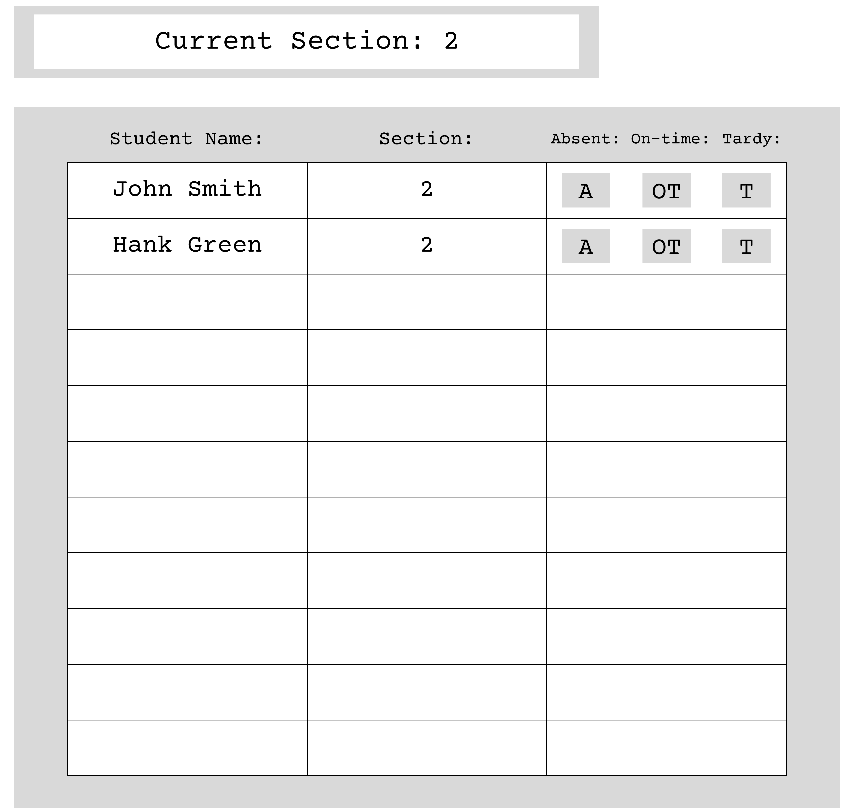 Current Section: 2
Student Name: Section: Absent: On-time: Tardy:
John Smith 2 A OT T
Hank Green 2 A OT T